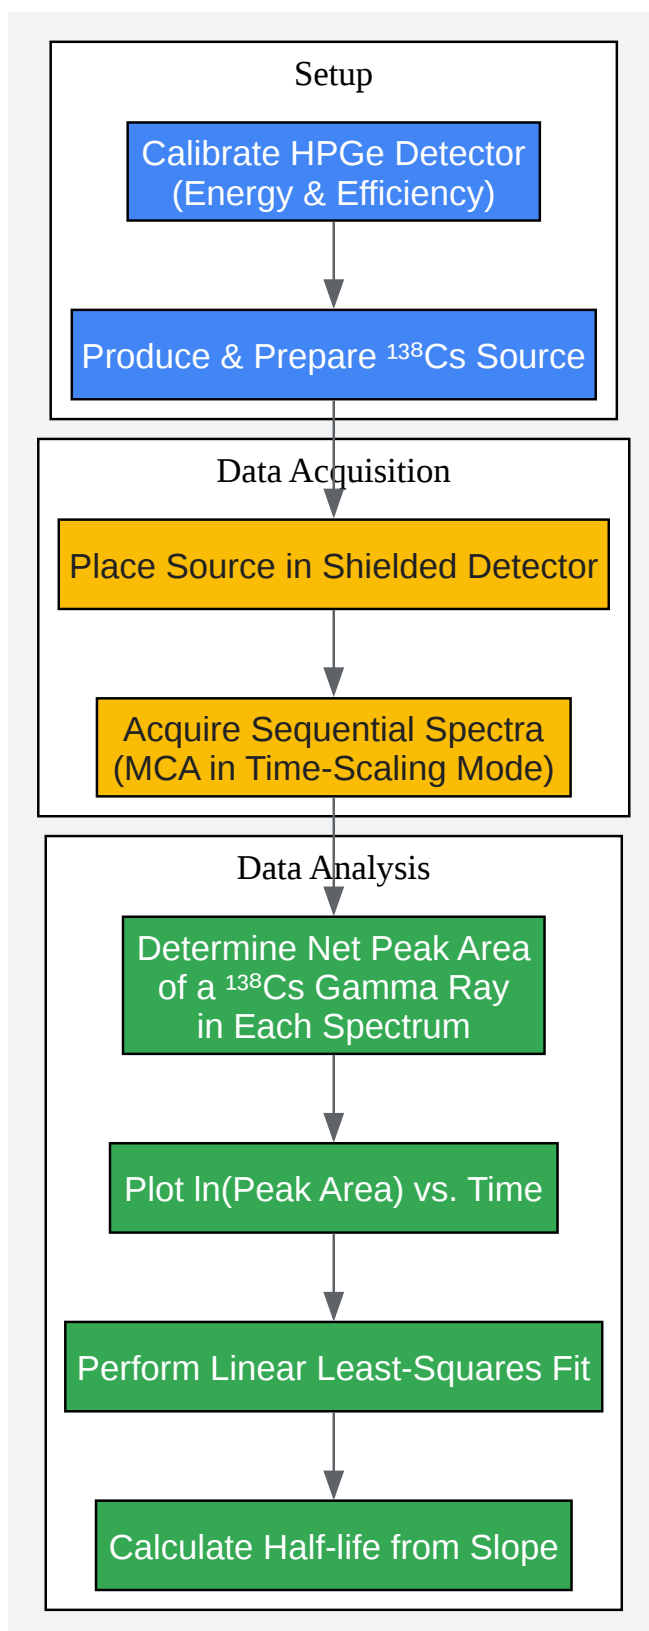 Setup
Calibrate HPGe Detector
(Energy & Efficiency)
Produce & Prepare ¹³⁸Cs Source
Data Acquisition
Place Source in Shielded Detector
Acquire Sequential Spectra
(MCA in Time-Scaling Mode)
Data Analysis
Determine Net Peak Area
of a ¹³⁸Cs Gamma Ray
in Each Spectrum
Plot ln(Peak Area) vs. Time
Perform Linear Least-Squares Fit
Calculate Half-life from Slope